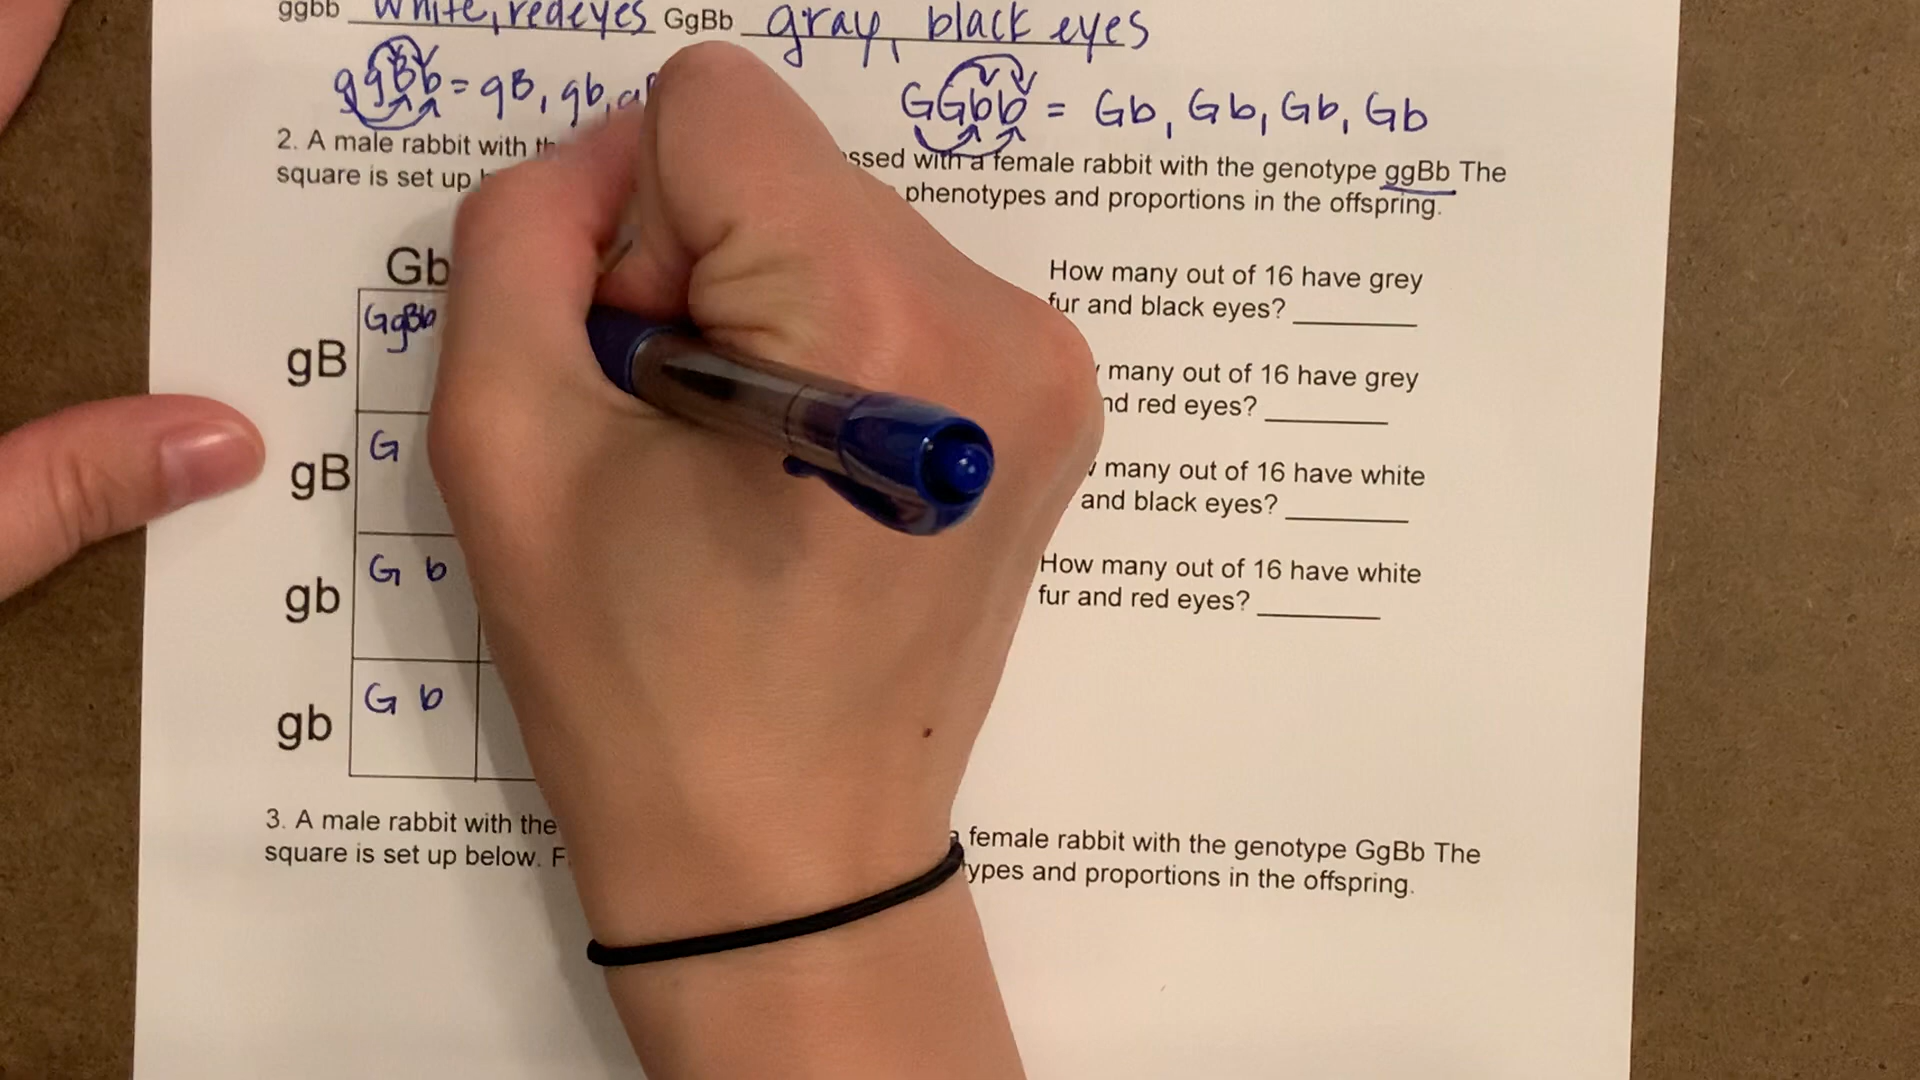 ggbb white, red eyes GgBb gray, black eyes
ggBb = gB, gb,
GGbb = Gb, Gb, Gb, Gb
2. A male rabbit with
with a female rabbit with the genotype ggBb The
square is set up
phenotypes and proportions in the offspring.
Gb
gB GgBb
gB G
gb G b
gb G b
How many out of 16 have grey
fur and black eyes?
many out of 16 have grey
red eyes?
many out of 16 have white
and black eyes?
How many out of 16 have white
fur and red eyes?
3. A male rabbit with the
female rabbit with the genotype GgBb The
square is set up below.
and proportions in the offspring.